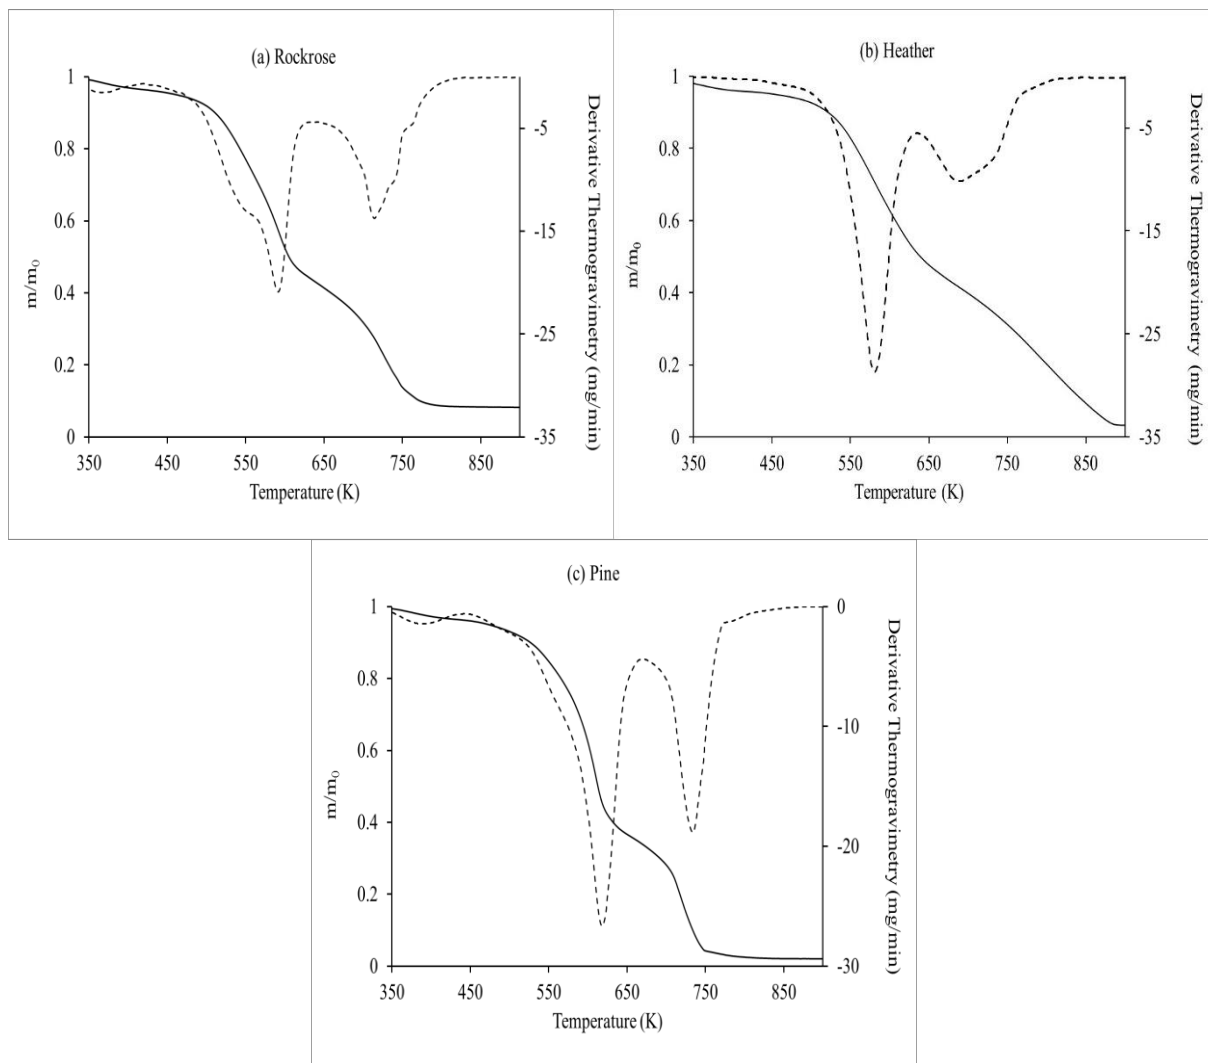 (a) Rockrose
1
0.8
0.6
0.4
0.2
0
m/mo
-5
-15
-25
-35
Derivative Thermogravimetry (mg/min)
350 450 550 650 750 850
Temperature (K)
(b) Heather
1
0.8
0.6
0.4
0.2
0
m/mo
-5
-15
-25
-35
Derivative Thermogravimetry (mg/min)
350 450 550 650 750 850
Temperature (K)
(c) Pine
1
0.8
0.6
0.4
0.2
0
m/mo
0
-10
-20
-30
Derivative Thermogravimetry (mg/min)
350 450 550 650 750 850
Temperature (K)